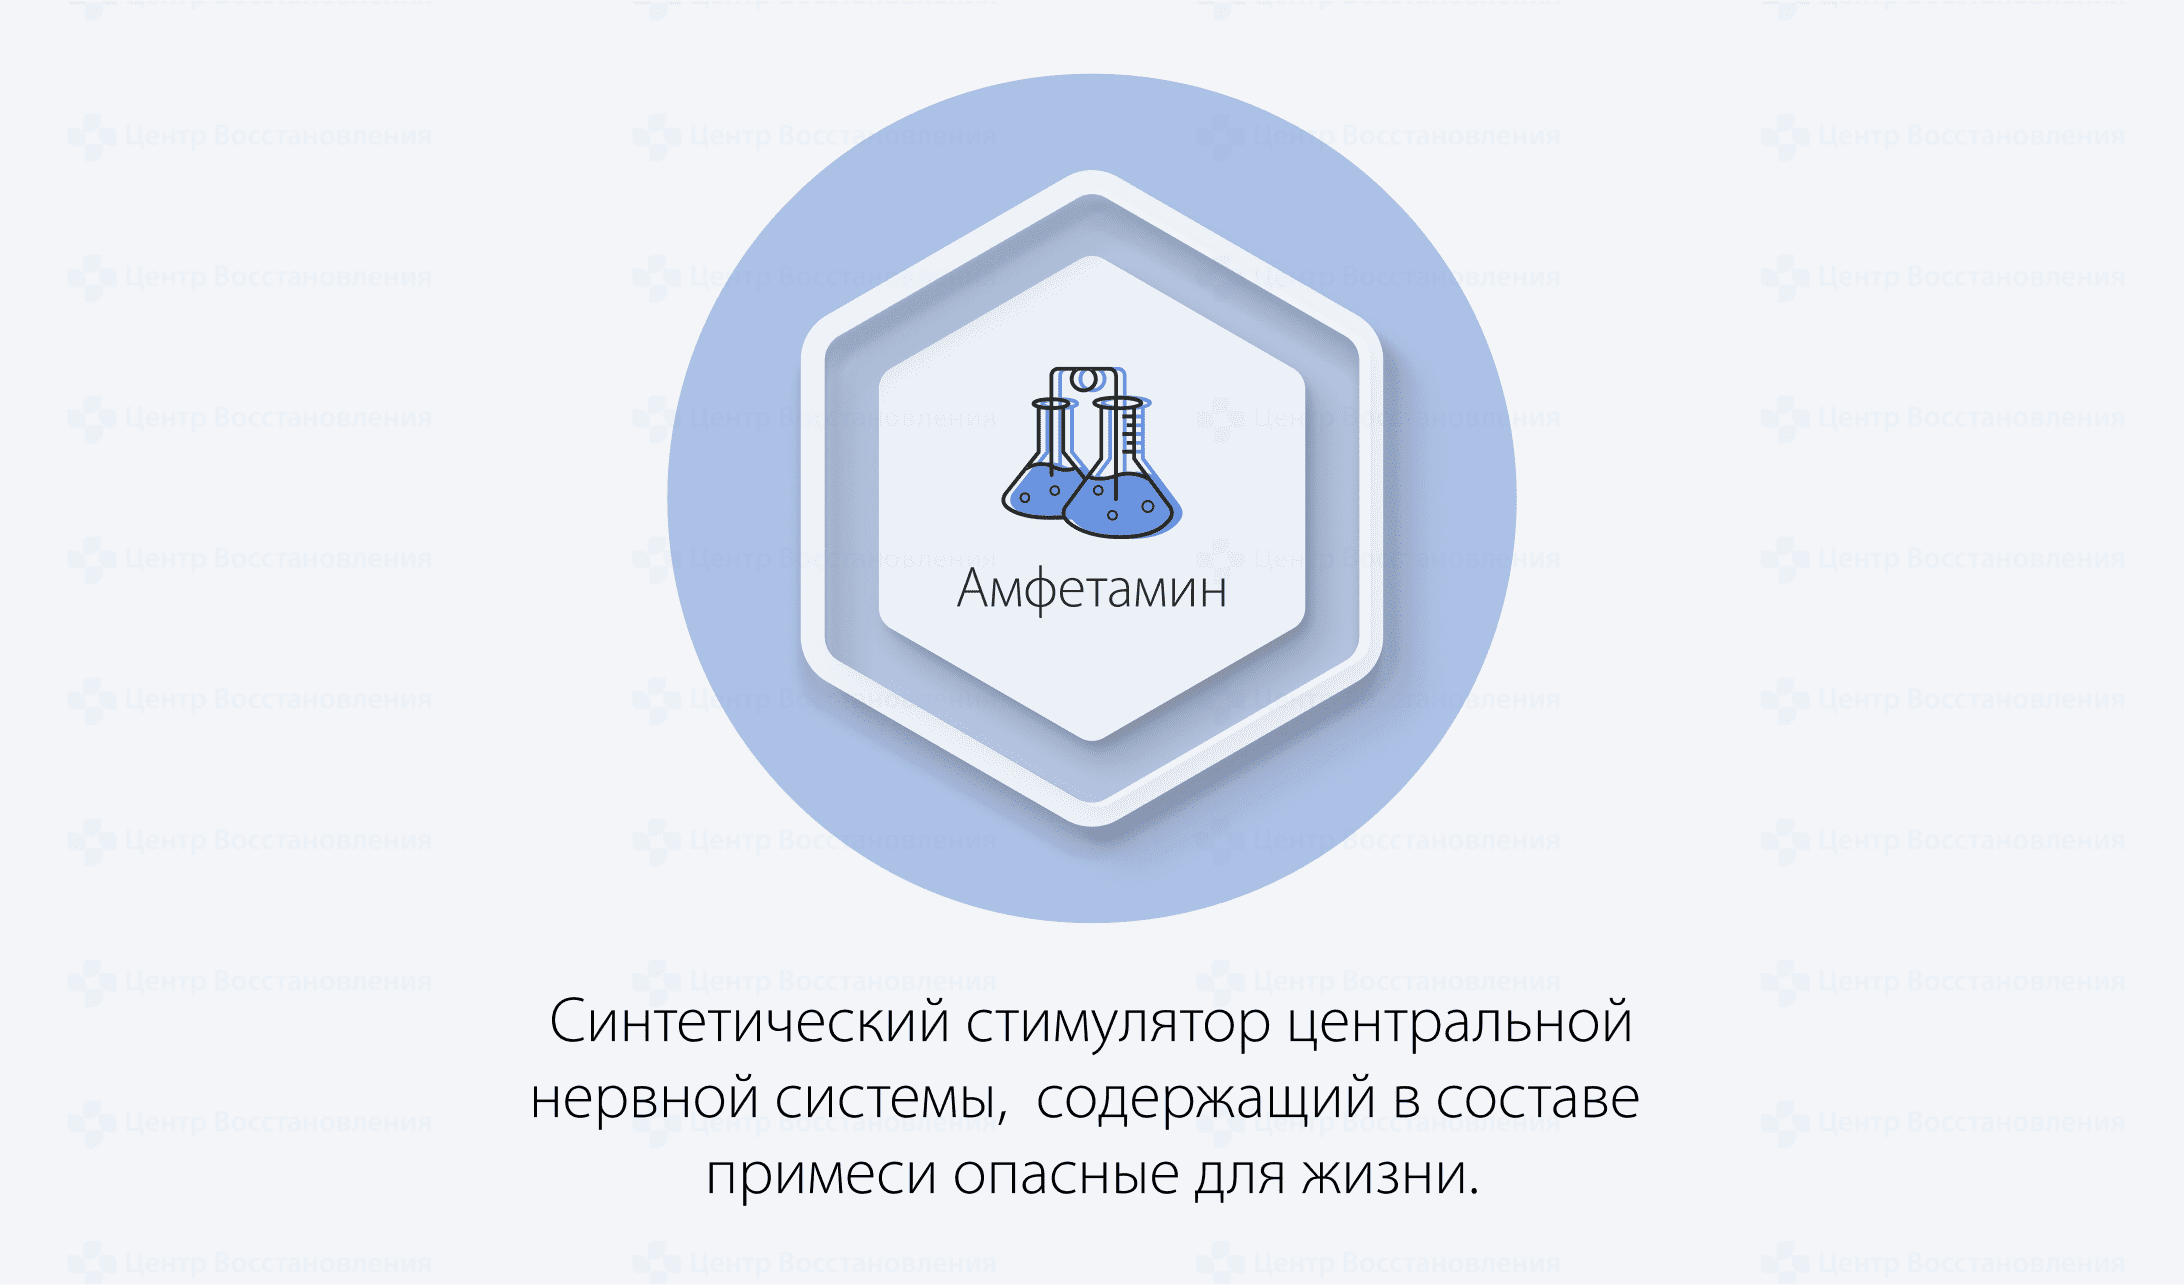 Амфетамин
Синтетический стимулятор центральной
нервной системы, содержащий в составе
примеси опасные для жизни.
Центр Восстановления